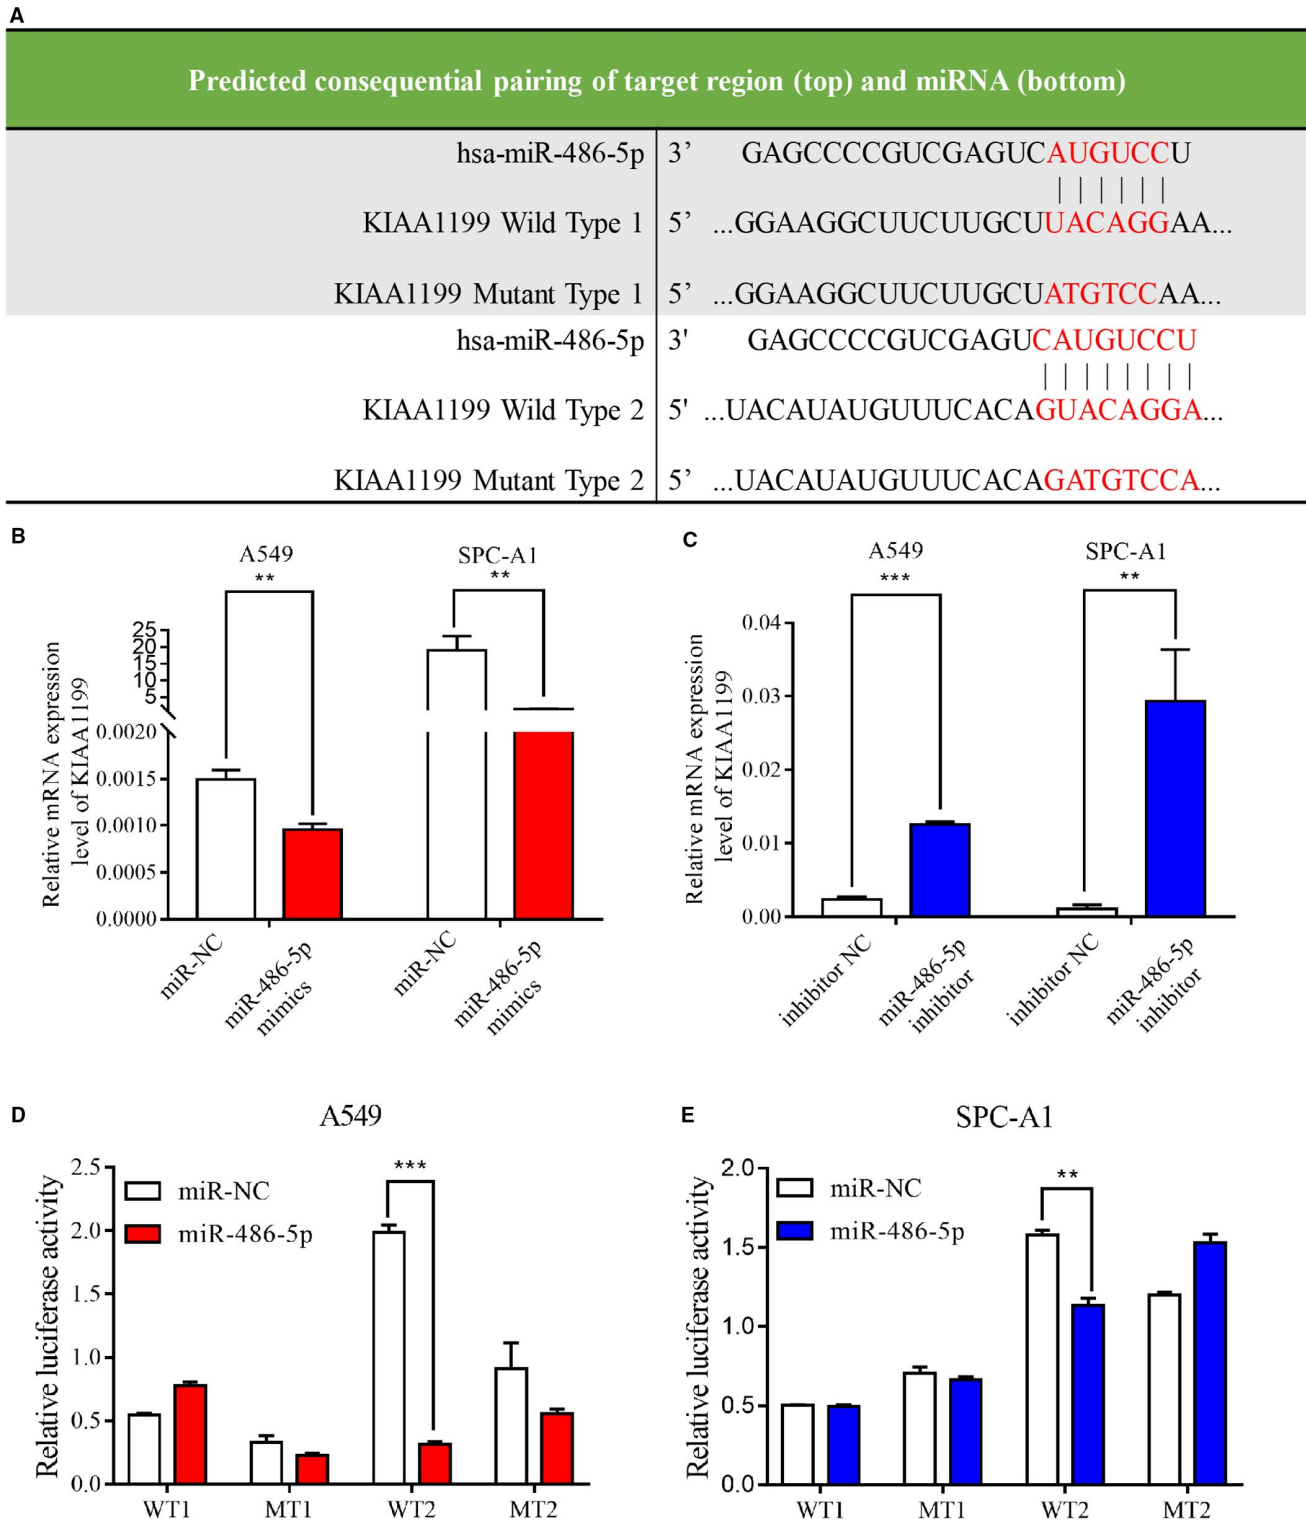 A
Predicted consequential pairing of target region (top) and miRNA (bottom)
hsa-miR-486-5p 3’ GAGCCCCGUCGAGUCAUGUCCU
KIAA1199 Wild Type 1 5’ ...GGAAGGCUUCUUGCUUACAGGAA...
KIAA1199 Mutant Type 1 5’ ...GGAAGGCUUCUUGCUATGTCCAA...
hsa-miR-486-5p 3' GAGCCCCGUCGAGUCAUGUCCU
KIAA1199 Wild Type 2 5' ...UACAUAUGUUUCACAGUACAGGA...
KIAA1199 Mutant Type 2 5’ ...UACAUAUGUUUCACAGATGTCCA...
B
A549
**
SPC-A1
**
Relative mRNA expression
level of KIAA1199
25
20
15
10
5
0.0020
0.0015
0.0010
0.0005
0.0000
miR-NC
miR-486-5p
mimics
miR-NC
miR-486-5p
mimics
C
A549
***
SPC-A1
**
Relative mRNA expression
level of KIAA1199
0.04
0.03
0.02
0.01
0.00
inhibitor NC
miR-486-5p
inhibitor
inhibitor NC
miR-486-5p
inhibitor
D
A549
Relative luciferase activity
2.5
2.0
1.5
1.0
0.5
0.0
miR-NC
miR-486-5p
***
WT1 MT1 WT2 MT2
E
SPC-A1
Relative luciferase activity
2.0
1.5
1.0
0.5
0.0
miR-NC
miR-486-5p
**
WT1 MT1 WT2 MT2